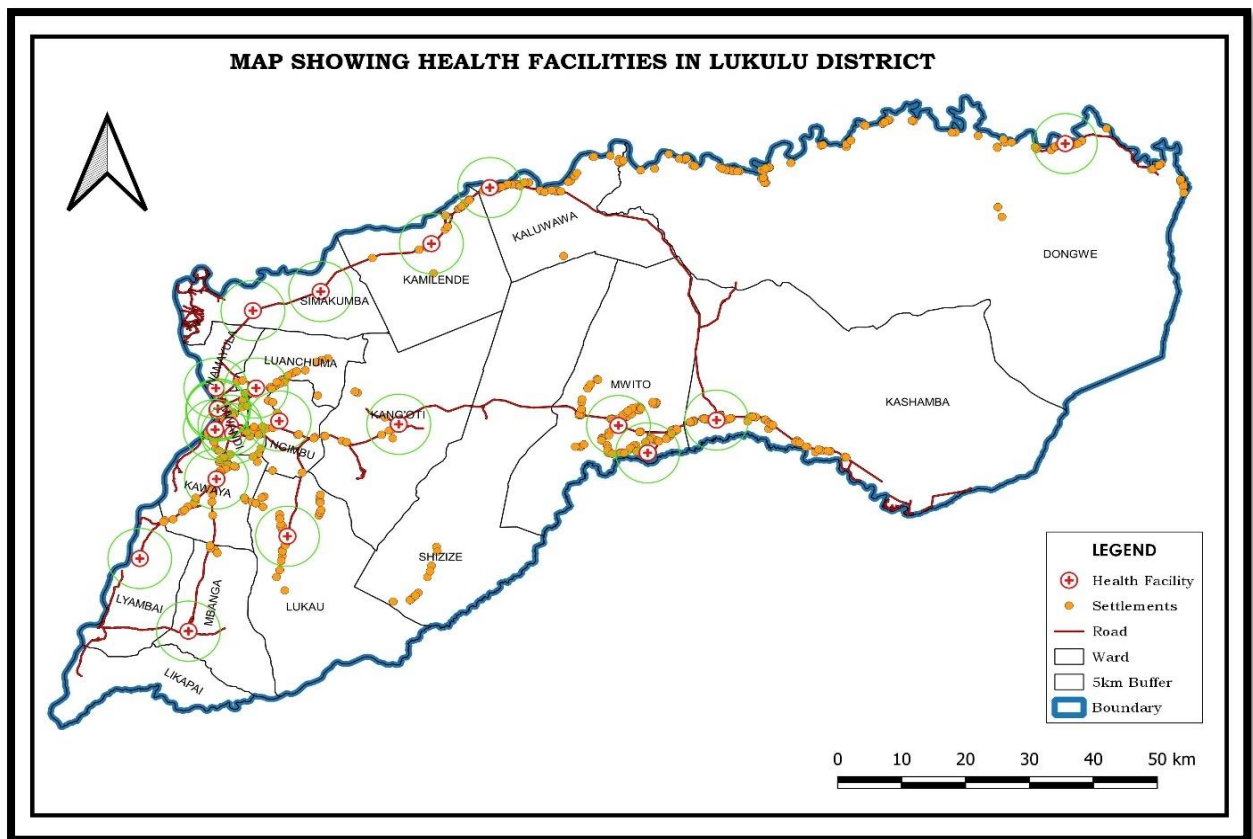 MAP SHOWING HEALTH FACILITIES IN LUKULU DISTRICT
KALUWAWA
DONGWE
KAMILENDE
SIMAKUMBA
NAMAYULA
LUANCHUMA
MWITO
KASHAMBA
KANG'OTI
NGIMBU
KAWAYA
SHIZIZE
LYAMBAI
MBANGA
LUKAU
LIKAPAI
LEGEND
Health Facility
Settlements
Road
Ward
5km Buffer
Boundary
0 10 20 30 40 50 km